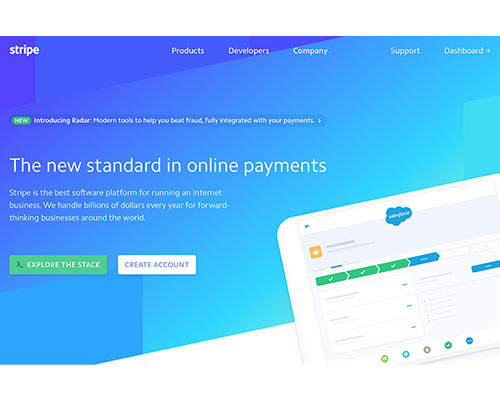 stripe
Products Developers Company Support Dashboard →
NEW Introducing Radar: Modern tools to help you beat fraud, fully integrated with your payments. ›
The new standard in online payments
Stripe is the best software platform for running an internet
business. We handle billions of dollars every year for forward-
thinking businesses around the world.
EXPLORE THE STACK CREATE ACCOUNT
salesforce